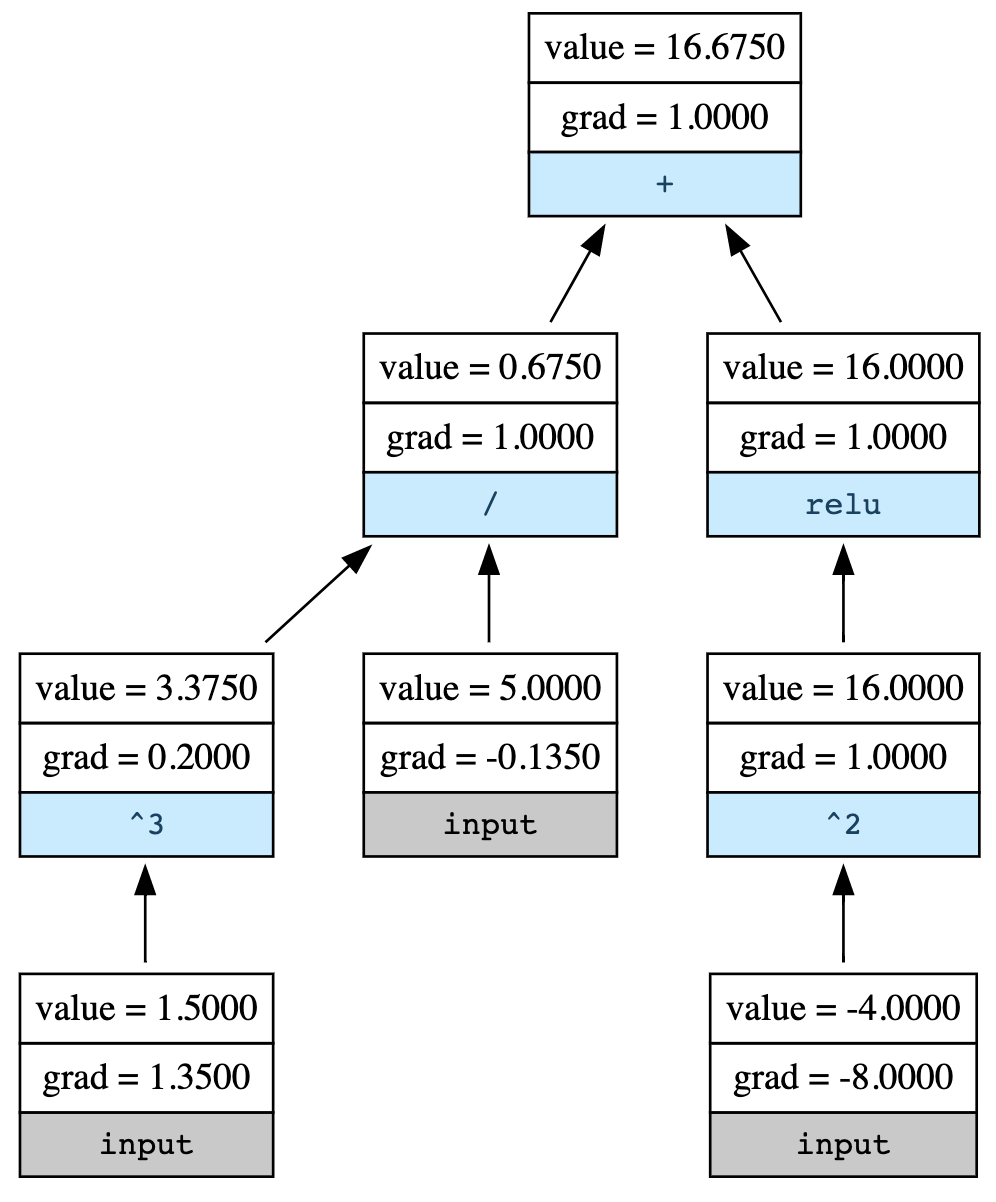 value = 16.6750
grad = 1.0000
+
value = 0.6750
grad = 1.0000
/
value = 16.0000
grad = 1.0000
relu
value = 3.3750
grad = 0.2000
^3
value = 5.0000
grad = -0.1350
input
value = 16.0000
grad = 1.0000
^2
value = 1.5000
grad = 1.3500
input
value = -4.0000
grad = -8.0000
input